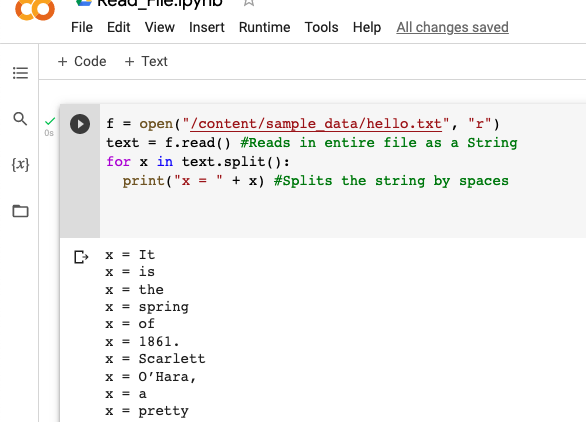 Read_File.ipynb
File Edit View Insert Runtime Tools Help All changes saved
+ Code + Text
0s
{x}
f = open("/content/sample_data/hello.txt", "r")
text = f.read() #Reads in entire file as a String
for x in text.split():
  print("x = " + x) #Splits the string by spaces
x = It
x = is
x = the
x = spring
x = of
x = 1861.
x = Scarlett
x = O’Hara,
x = a
x = pretty